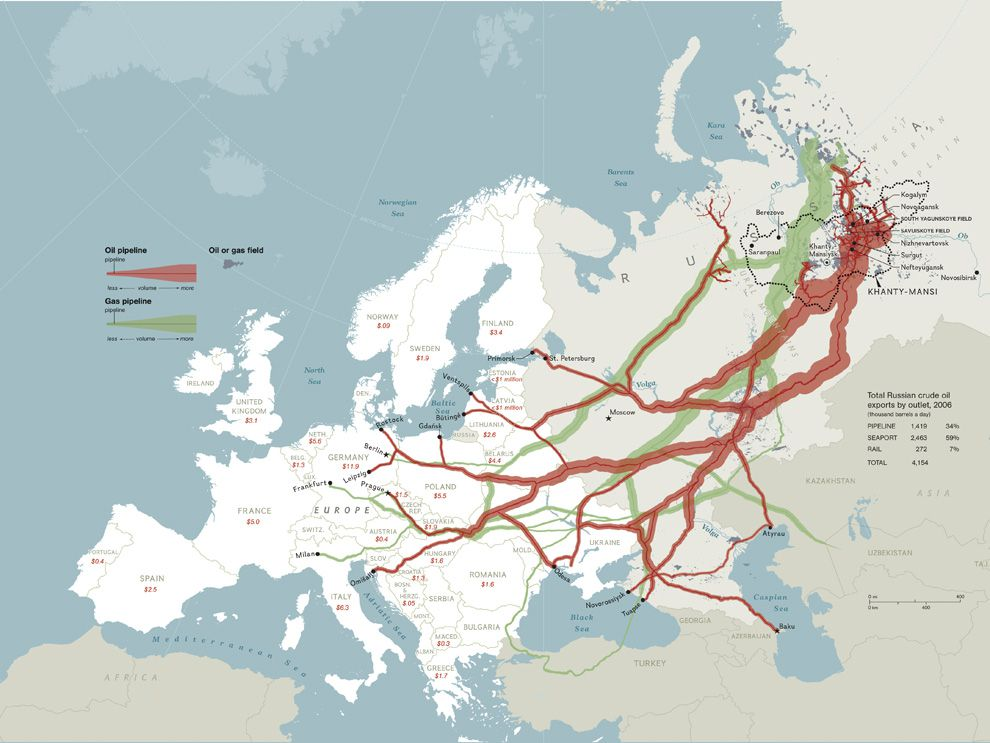 Kara
Sea
Barents
Sea
Norwegian
Sea
WEST
SIBERIAN
PLAIN
R U S S I A
Ob
Berezovo
Saranpaul
Khanty
Mansiysk
Kogalym
Novoagansk
SOUTH YAGUNSKOYE FIELD
SAVUISKOYE FIELD
Ob
Nizhnevartovsk
Surgut
Nefteyugansk
Novosibirsk
KHANTY-MANSI
Oil pipeline
pipeline
less ← volume → more
Oil or gas field
Gas pipeline
pipeline
less ← volume → more
NORWAY
$.09
SWEDEN
$1.9
FINLAND
$3.4
Primorsk
St. Petersburg
ESTONIA
<$1 million
Ventspils
LATVIA
<$1 million
Volga
Moscow
North
Sea
Baltic
Sea
Būtingė
LITHUANIA
$2.6
RUSSIA
BELARUS
$4.4
IRELAND
UNITED
KINGDOM
$3.1
DEN.
Rostock
Gdańsk
NETH.
$5.6
BELG.
$1.3
LUX.
GERMANY
$11.9
Berlin
Leipzig
Frankfurt
Prague
$1.5
CZECH
REP.
POLAND
$5.5
EUROPE
FRANCE
$5.0
SWITZ.
AUSTRIA
$0.4
SLOVAKIA
$1.9
Milan
SLOV.
HUNGARY
$1.6
MOLD.
UKRAINE
Omišalj
CROATIA
$1.3
BOSN.
&
HERZG.
$.05
SERBIA
MONT.
ROMANIA
$1.6
Odesa
BULGARIA
MACED.
$0.3
ALBAN.
GREECE
$1.7
ITALY
$6.3
Adriatic Sea
PORTUGAL
$0.4
SPAIN
$2.5
Mediterranean Sea
AFRICA
Black
Sea
Novorossiysk
Tuapse
Volga
Atyrau
Caspian
Sea
Baku
GEORGIA
AZERBAIJAN
TURKEY
KAZAKHSTAN
ASIA
UZBEKISTAN
Total Russian crude oil
exports by outlet, 2006
(thousand barrels a day)
PIPELINE 1,419 34%
SEAPORT 2,463 59%
RAIL 272 7%
TOTAL 4,154
0 mi 400
0 km 400